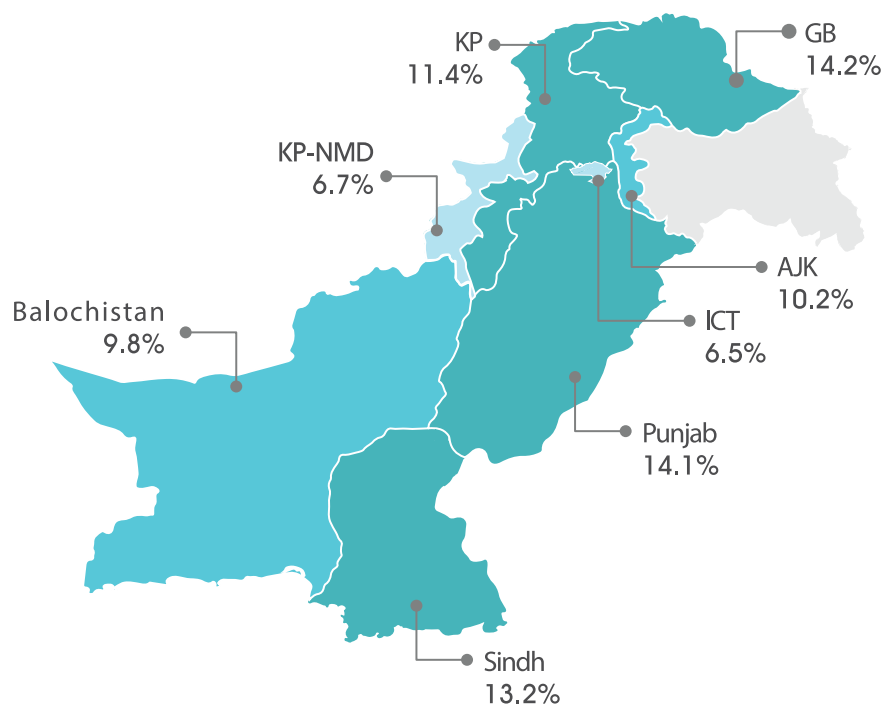 KP
11.4%
GB
14.2%
KP-NMD
6.7%
AJK
10.2%
Balochistan
9.8%
ICT
6.5%
Punjab
14.1%
Sindh
13.2%